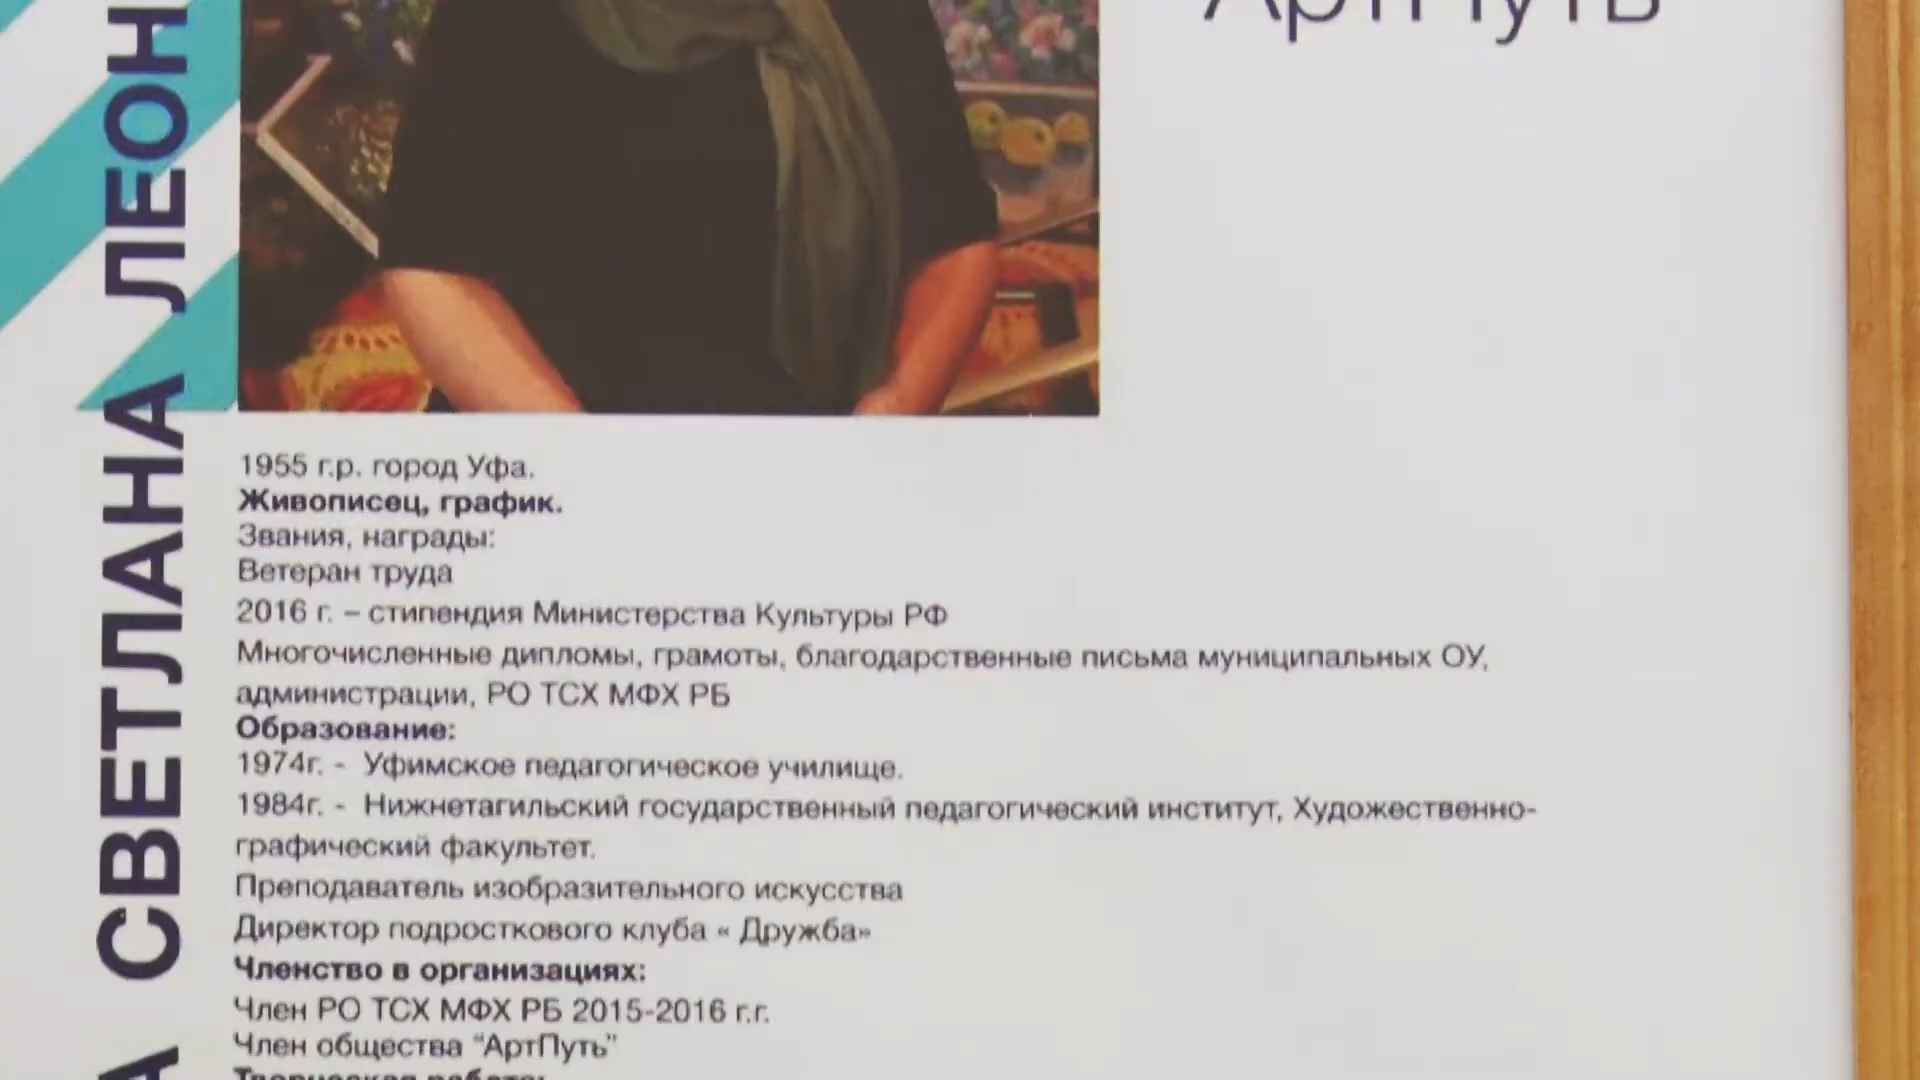 АртПуть
СВЕТЛАНА ЛЕОН
1955 г.р. город Уфа.
Живописец, график.
Звания, награды:
Ветеран труда
2016 г. – стипендия Министерства Культуры РФ
Многочисленные дипломы, грамоты, благодарственные письма муниципальных ОУ,
администрации, РО ТСХ МФХ РБ
Образование:
1974г. - Уфимское педагогическое училище.
1984г. - Нижнетагильский государственный педагогический институт, Художественно-
графический факультет.
Преподаватель изобразительного искусства
Директор подросткового клуба « Дружба»
Членство в организациях:
Член РО ТСХ МФХ РБ 2015-2016 г.г.
Член общества "АртПуть"
Творческая работа: